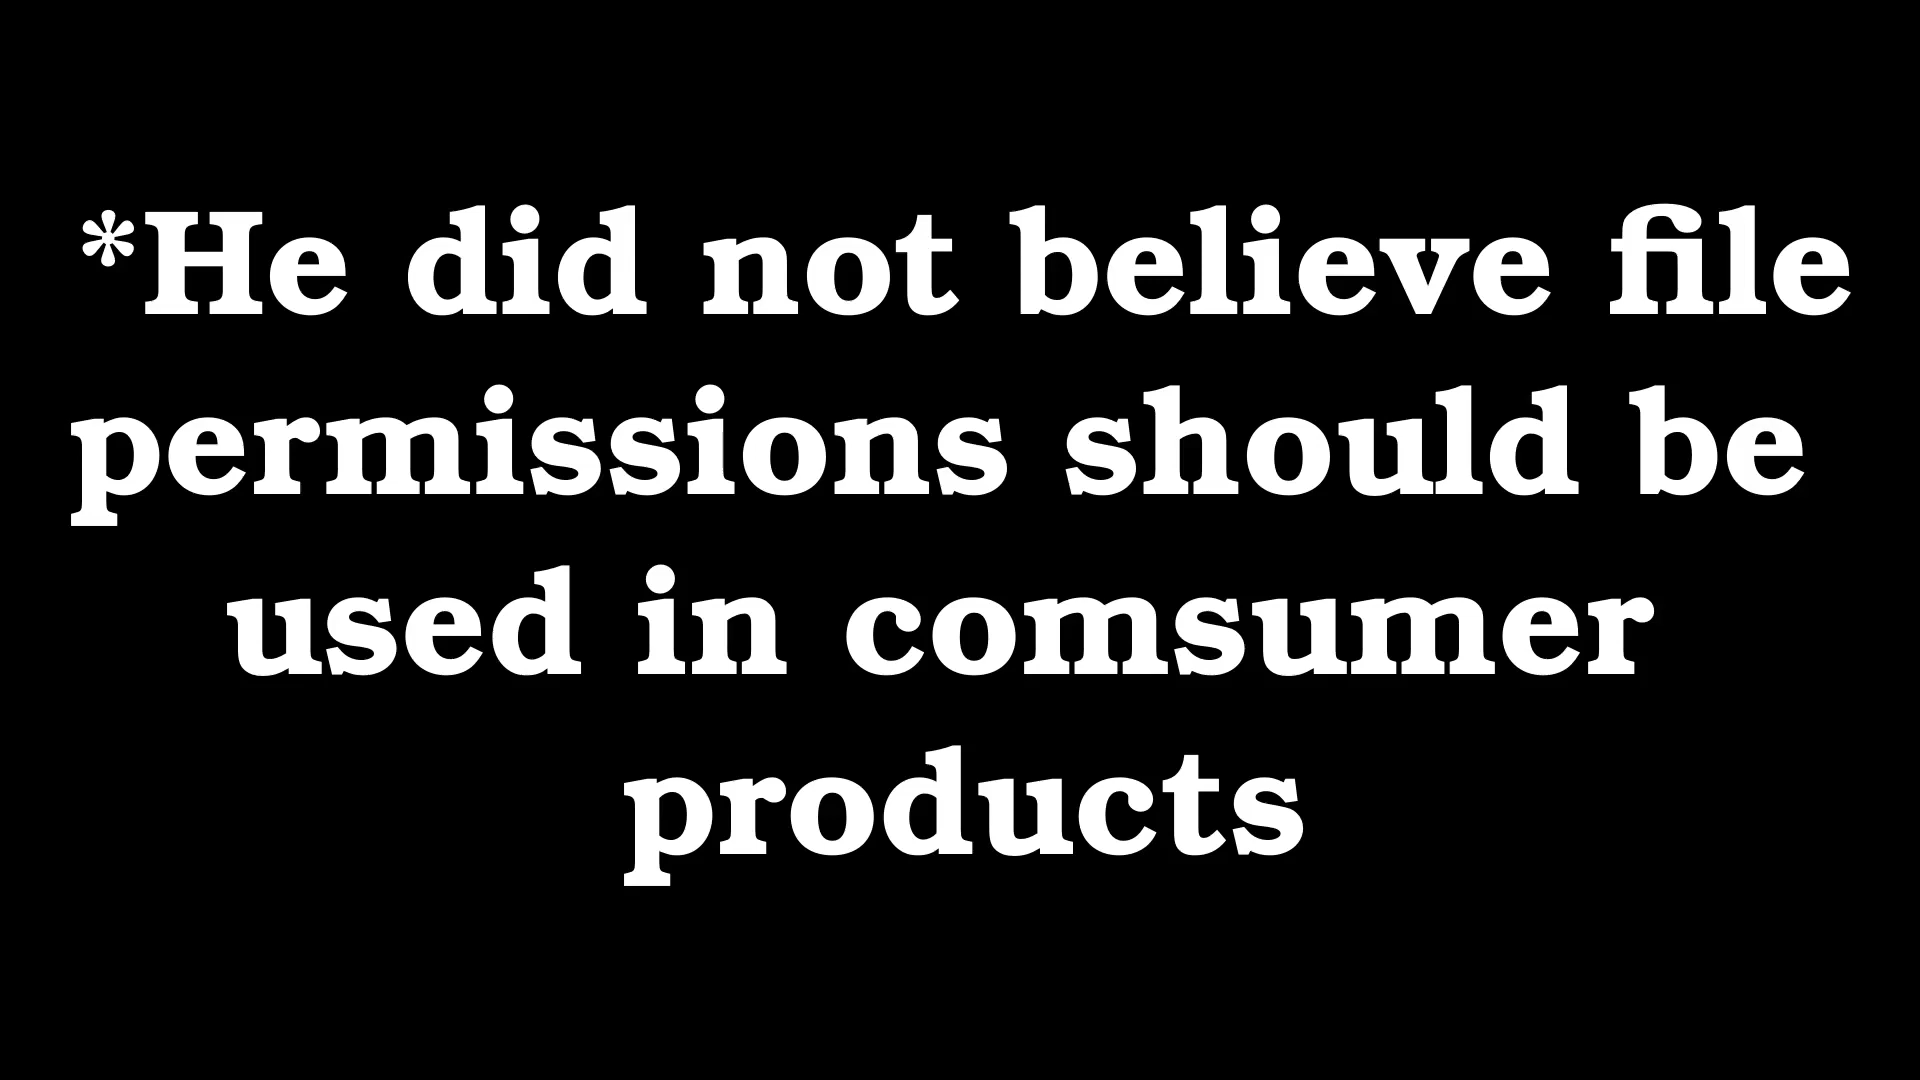 *He did not believe file
permissions should be
used in comsumer
products